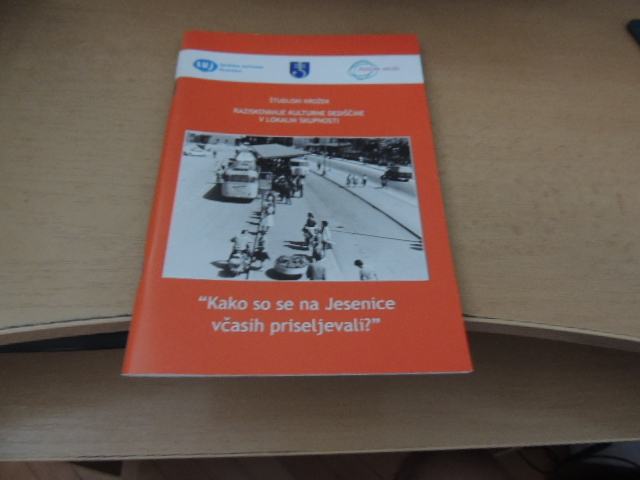 ŠTUDIJSKI KROŽEK
RAZISKOVANJE KULTURNE DEDIŠČINE
V LOKALNI SKUPNOSTI
“Kako so se na Jesenice
včasih priseljevali?”